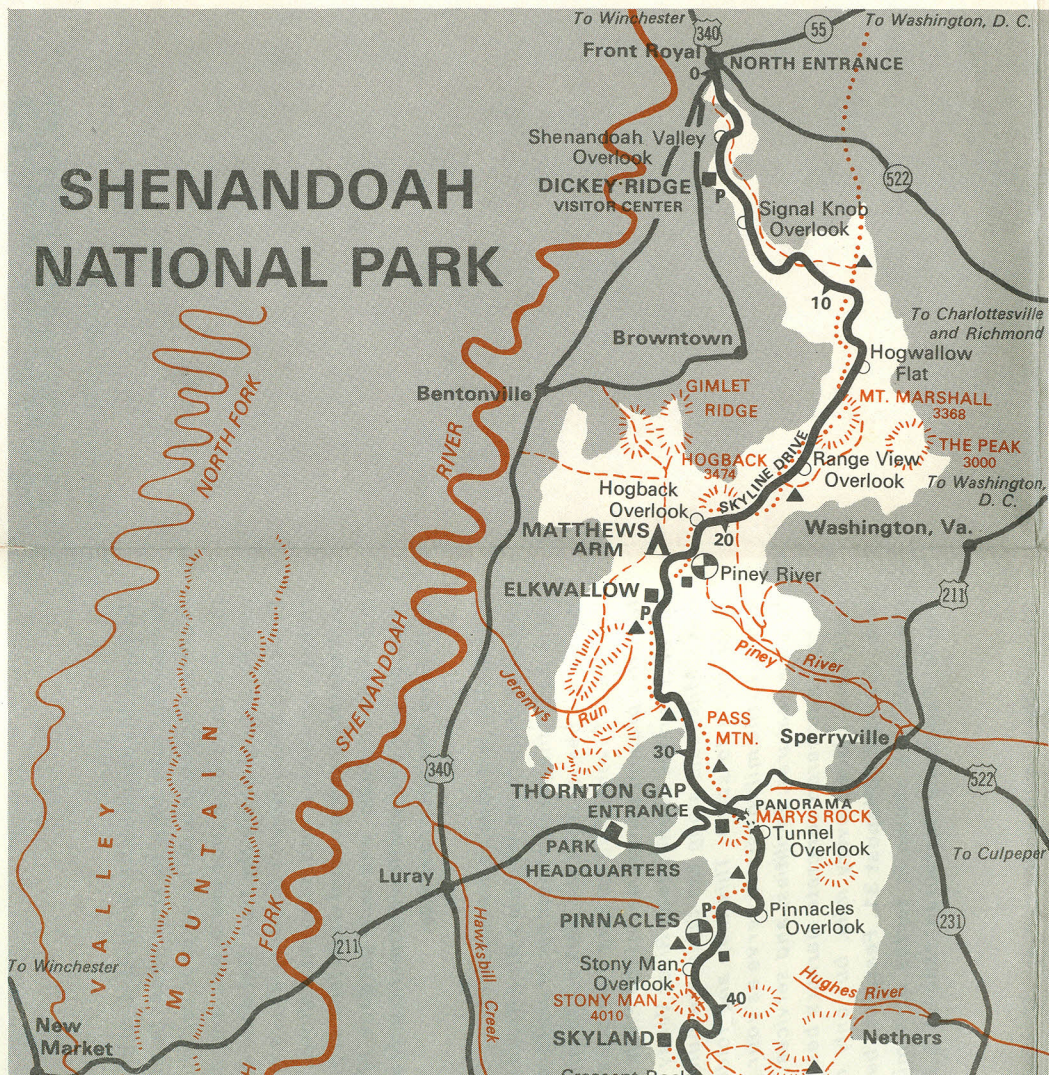 To Winchester
340
55
To Washington, D. C.
Front Royal
NORTH ENTRANCE
0
Shenandoah Valley
Overlook
522
SHENANDOAH
NATIONAL PARK
DICKEY RIDGE
VISITOR CENTER
P
Signal Knob
Overlook
10
To Charlottesville
and Richmond
Browntown
Hogwallow
Flat
Bentonville
GIMLET
RIDGE
MT. MARSHALL
3368
NORTH FORK
RIVER
THE PEAK
3000
HOGBACK
3474
SKYLINE DRIVE
Range View
Overlook
To Washington,
D. C.
Hogback
Overlook
MATTHEWS
ARM
20
Washington, Va.
Piney River
ELKWALLOW
P
211
SHENANDOAH
Piney River
Jeremys Run
PASS
MTN.
Sperryville
30
340
522
THORNTON GAP
ENTRANCE
PANORAMA
MARYS ROCK
Tunnel
Overlook
VALLEY
MOUNTAIN
PARK
HEADQUARTERS
To Culpeper
Luray
FORK
PINNACLES
P
Pinnacles
Overlook
211
231
Hawksbill Creek
To Winchester
Stony Man
Overlook
STONY MAN
4010
40
Hughes River
New
Market
SKYLAND
Nethers